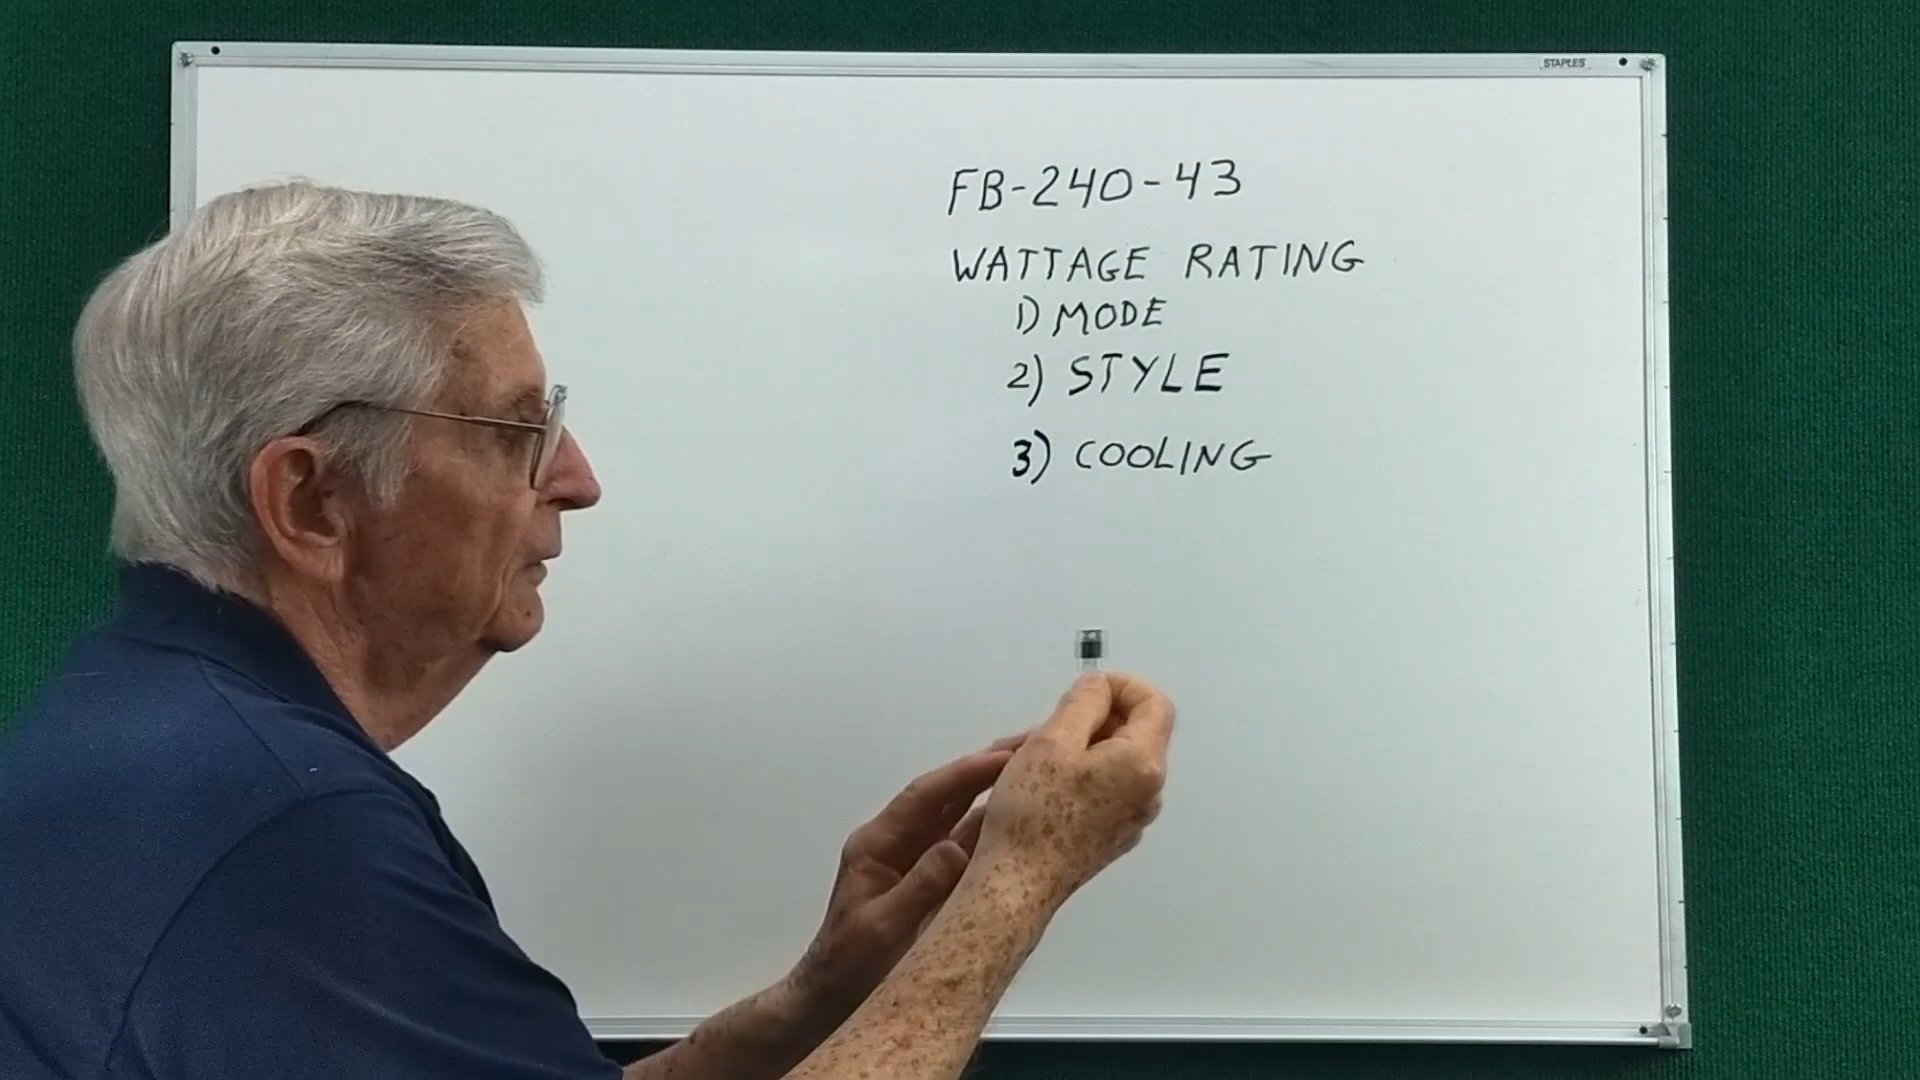 STAPLES
FB-240-43
WATTAGE RATING
1) MODE
2) STYLE
3) COOLING